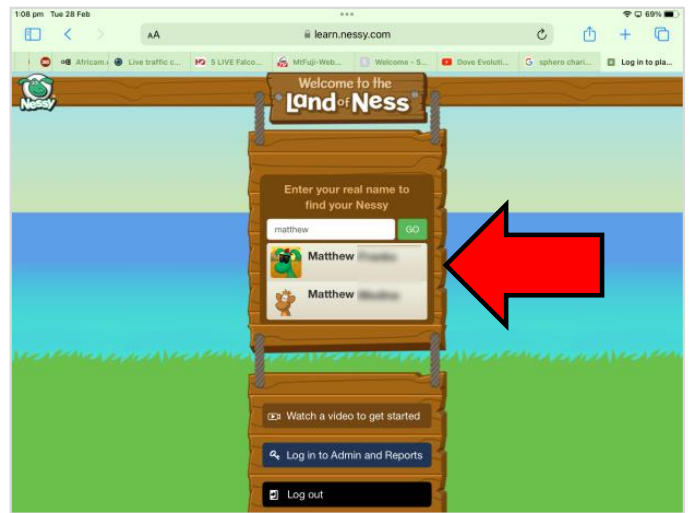 1:08 pm Tue 28 Feb
69%
AA
learn.nessy.com
Africam.
Live traffic c...
5 LIVE Falco...
MtFuji-Web...
Welcome - S...
Dove Evoluti...
sphero chari...
Log in to pla...
Nessy
Welcome to the
Land of Ness
Enter your real name to
find your Nessy
matthew
GO
Matthew
Matthew
Watch a video to get started
Log in to Admin and Reports
Log out